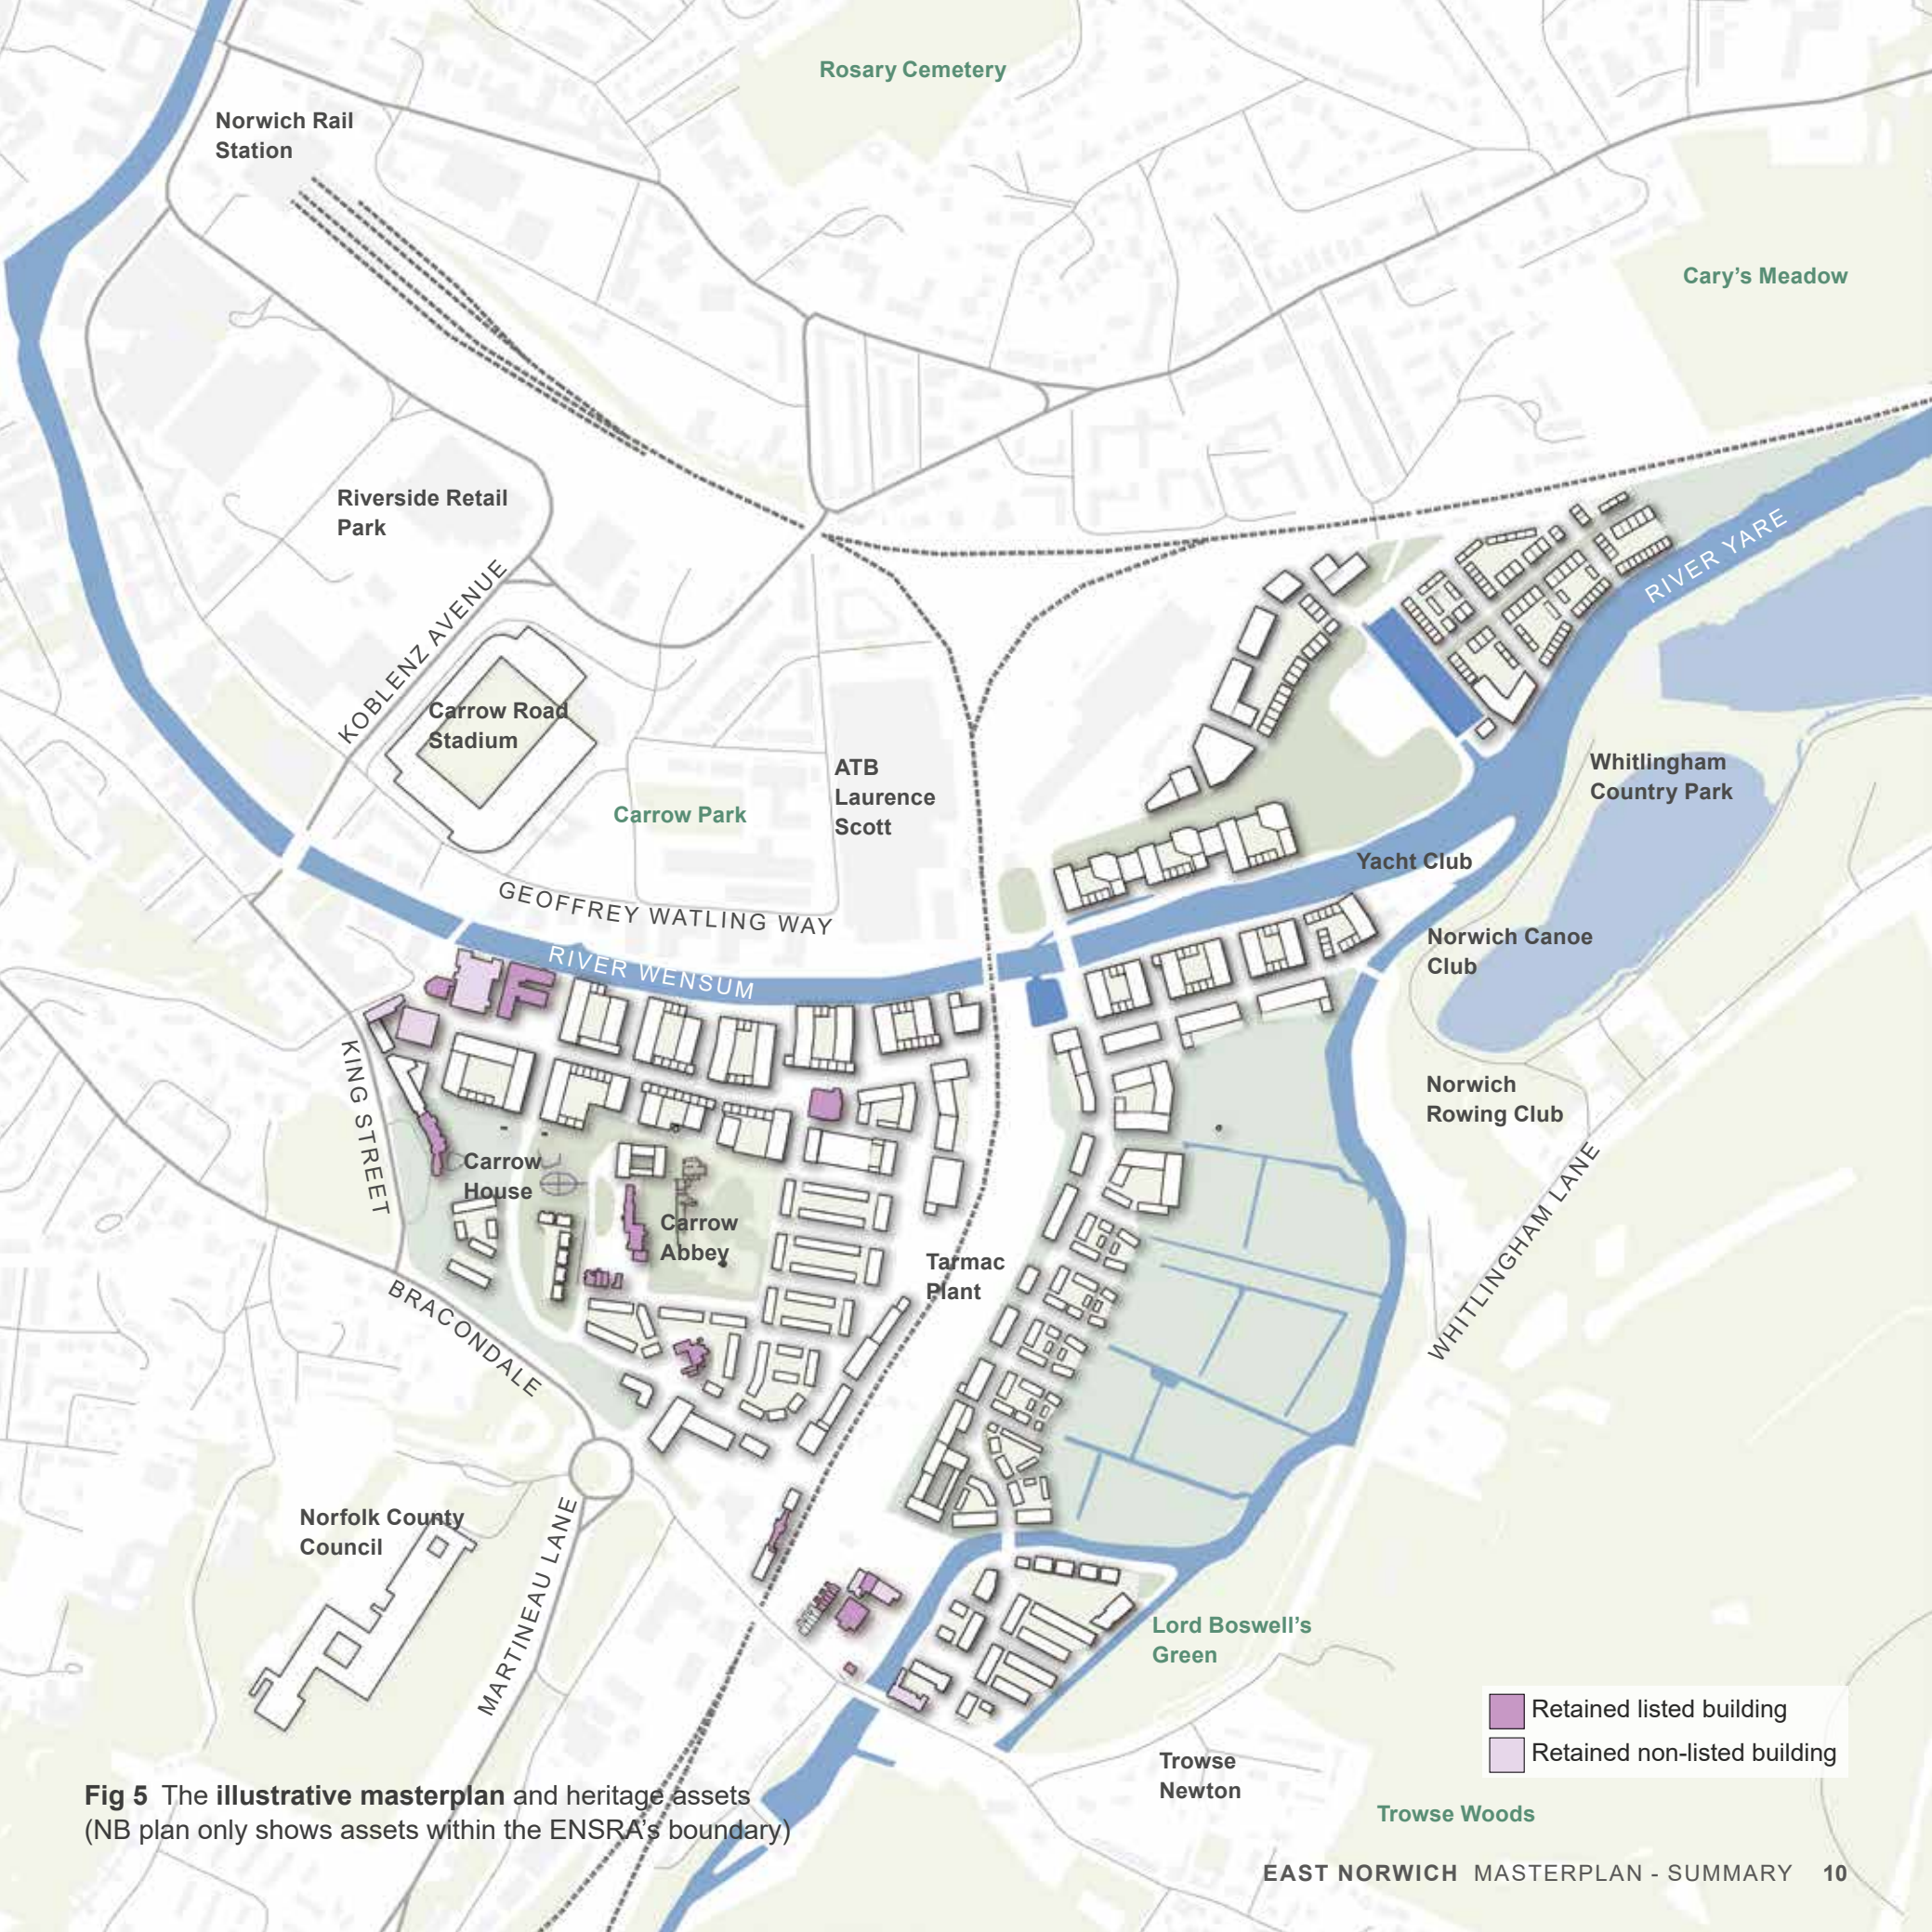 Rosary Cemetery
Norwich Rail
Station
Cary's Meadow
Riverside Retail
Park
RIVER YARE
KOBLENZ AVENUE
Carrow Road
Stadium
ATB
Laurence
Scott
Whitlingham
Country Park
Carrow Park
Yacht Club
GEOFFREY WATLING WAY
Norwich Canoe
Club
RIVER WENSUM
KING STREET
Norwich
Rowing Club
Carrow
House
Carrow
Abbey
WHITLINGHAM LANE
Tarmac
Plant
BRACONDALE
Norfolk County
Council
MARTINEAU LANE
Lord Boswell's
Green
Retained listed building
Retained non-listed building
Trowse
Newton
Trowse Woods
Fig 5 The illustrative masterplan and heritage assets
(NB plan only shows assets within the ENSRA's boundary)
EAST NORWICH MASTERPLAN - SUMMARY 10